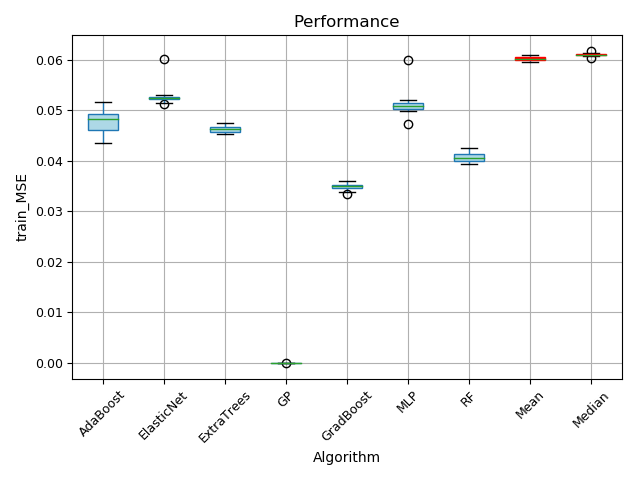 Performance
train_MSE
0.06
0.05
0.04
0.03
0.02
0.01
0.00
AdaBoost
ElasticNet
ExtraTrees
GP
GradBoost
MLP
RF
Mean
Median
Algorithm